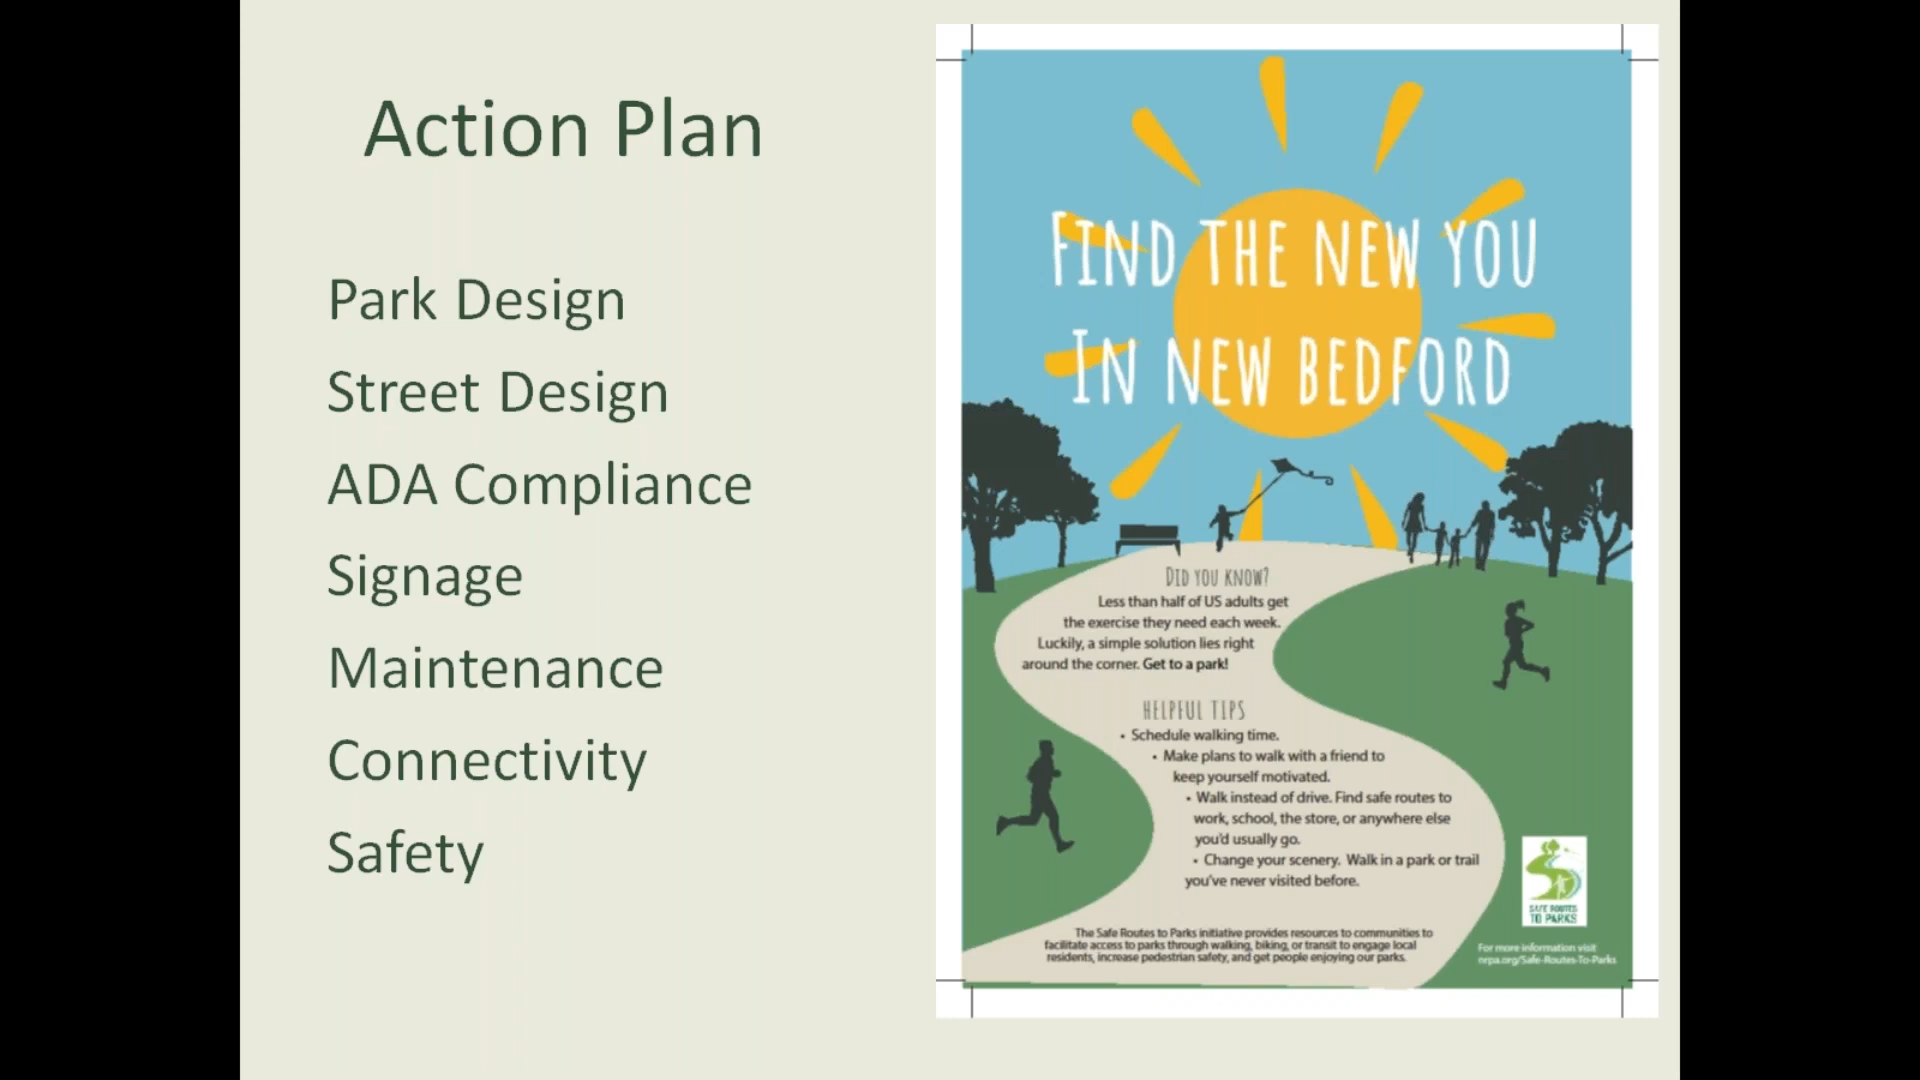 Action Plan
Park Design
Street Design
ADA Compliance
Signage
Maintenance
Connectivity
Safety
FIND THE NEW YOU
IN NEW BEDFORD
DID YOU KNOW?
Less than half of US adults get
the exercise they need each week.
Luckily, a simple solution lies right
around the corner. Get to a park!
HELPFUL TIPS
• Schedule walking time.
• Make plans to walk with a friend to
keep yourself motivated.
• Walk instead of drive. Find safe routes to
work, school, the store, or anywhere else
you'd usually go.
• Change your scenery. Walk in a park or trail
you've never visited before.
The Safe Routes to Parks initiative provides resources to communities to
facilitate access to parks through walking, biking, or transit to engage local
residents, increase pedestrian safety, and get people enjoying our parks.
SAFE ROUTES
TO PARKS
For more information visit
nrpa.org/Safe-Routes-To-Parks